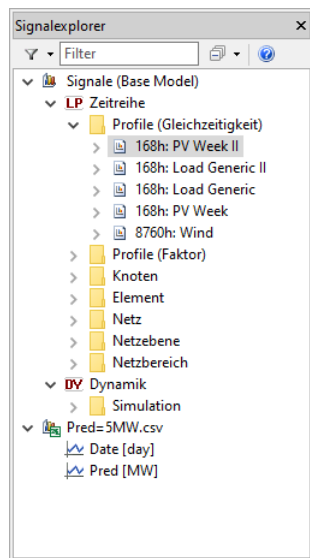 Signalexplorer
Filter
Signale (Base Model)
LP Zeitreihe
Profile (Gleichzeitigkeit)
168h: PV Week II
168h: Load Generic II
168h: Load Generic
168h: PV Week
8760h: Wind
Profile (Faktor)
Knoten
Element
Netz
Netzebene
Netzbereich
DY Dynamik
Simulation
Pred=5MW.csv
Date [day]
Pred [MW]